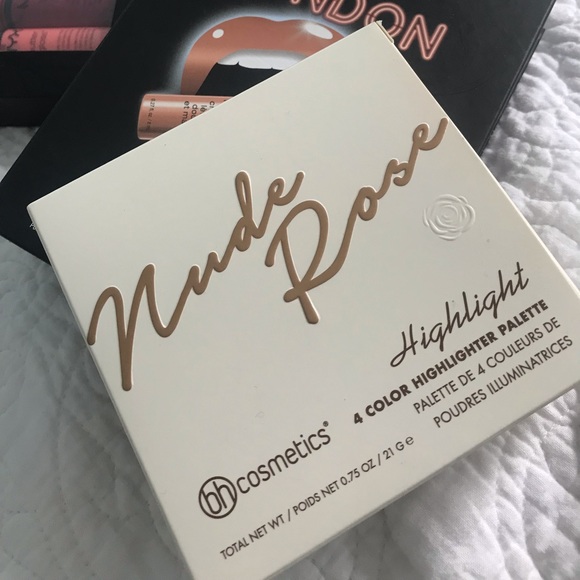 NDON
Nude
Rose
Highlight
4 COLOR HIGHLIGHTER PALETTE
PALETTE DE 4 COULEURS DE
POUDRES ILLUMINATRICES
bh cosmetics®
TOTAL NET WT / POIDS NET 0.75 OZ / 21 G e